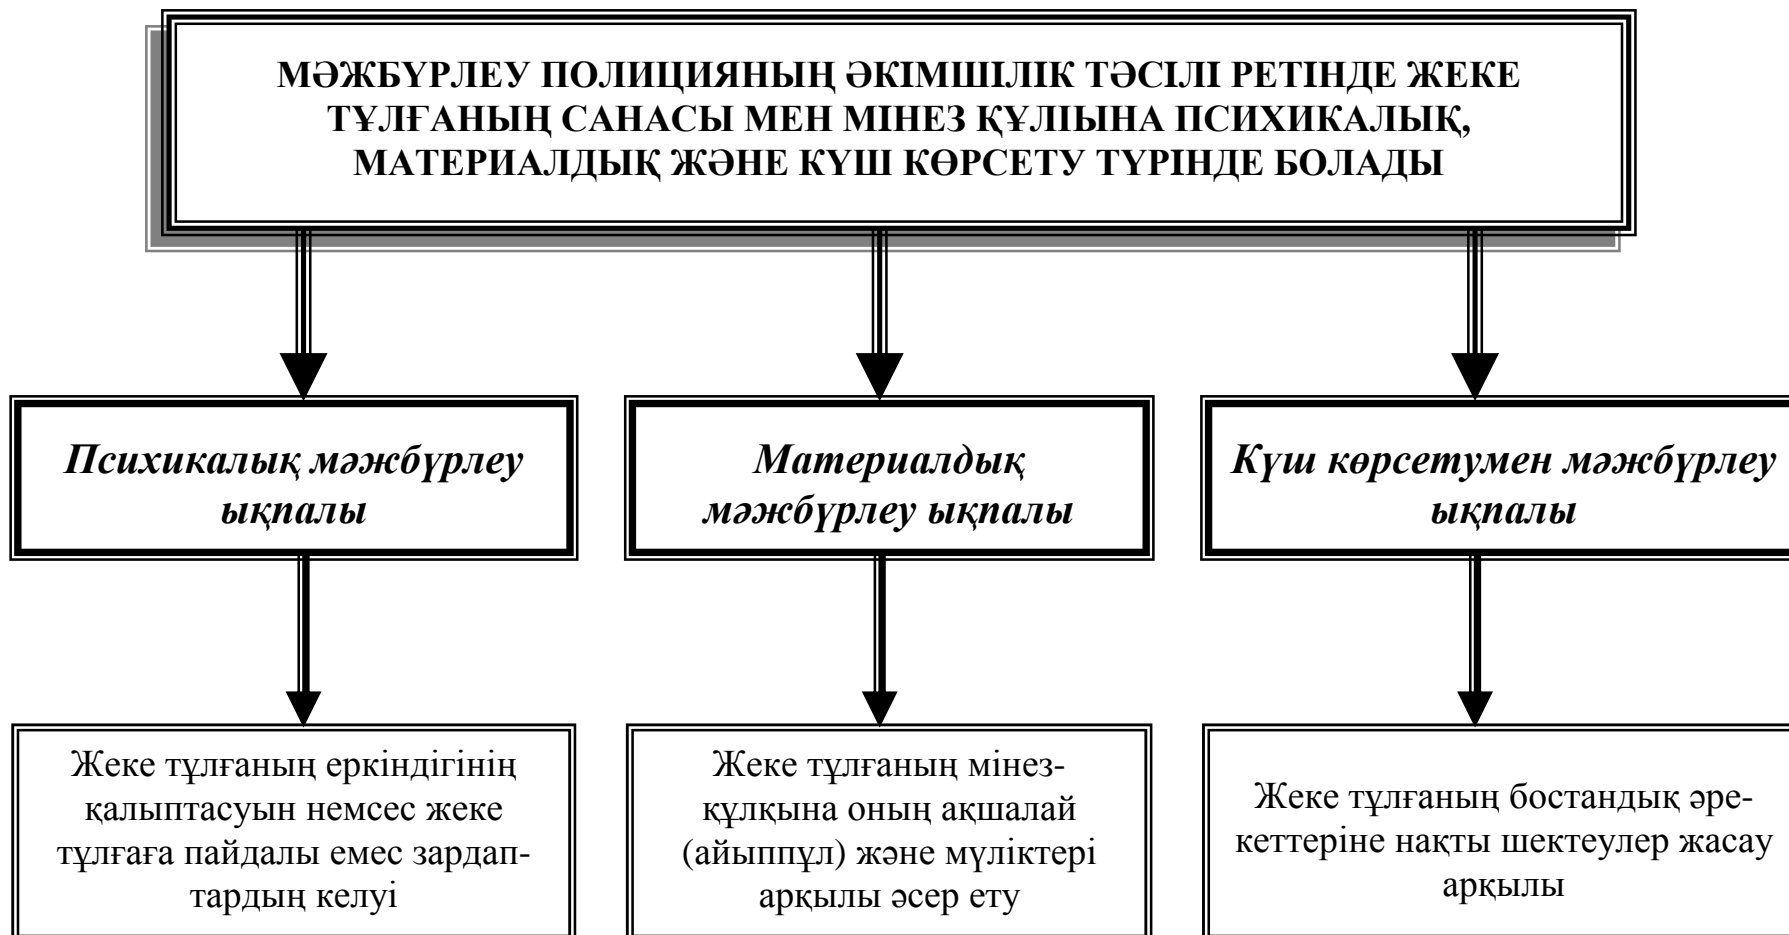 МӘЖБҮРЛЕУ ПОЛИЦИЯНЫҢ ӘКІМШІЛІК ТӘСІЛІ РЕТІНДЕ ЖЕКЕ
ТҰЛҒАНЫҢ САНАСЫ МЕН МІНЕЗ ҚҰЛІЫНА ПСИХИКАЛЫҚ,
МАТЕРИАЛДЫҚ ЖӘНЕ КҮШ КӨРСЕТУ ТҮРІНДЕ БОЛАДЫ
Психикалық мәжбүрлеу
ықпалы
Материалдық
мәжбүрлеу ықпалы
Күш көрсетумен мәжбүрлеу
ықпалы
Жеке тұлғаның еркіндігінің
қалыптасуын немсес жеке
тұлғаға пайдалы емес зардап-
тардың келуі
Жеке тұлғаның мінез-
құлқына оның ақшалай
(айыппұл) және мүліктері
арқылы әсер ету
Жеке тұлғаның бостандық әре-
кеттеріне нақты шектеулер жасау
арқылы